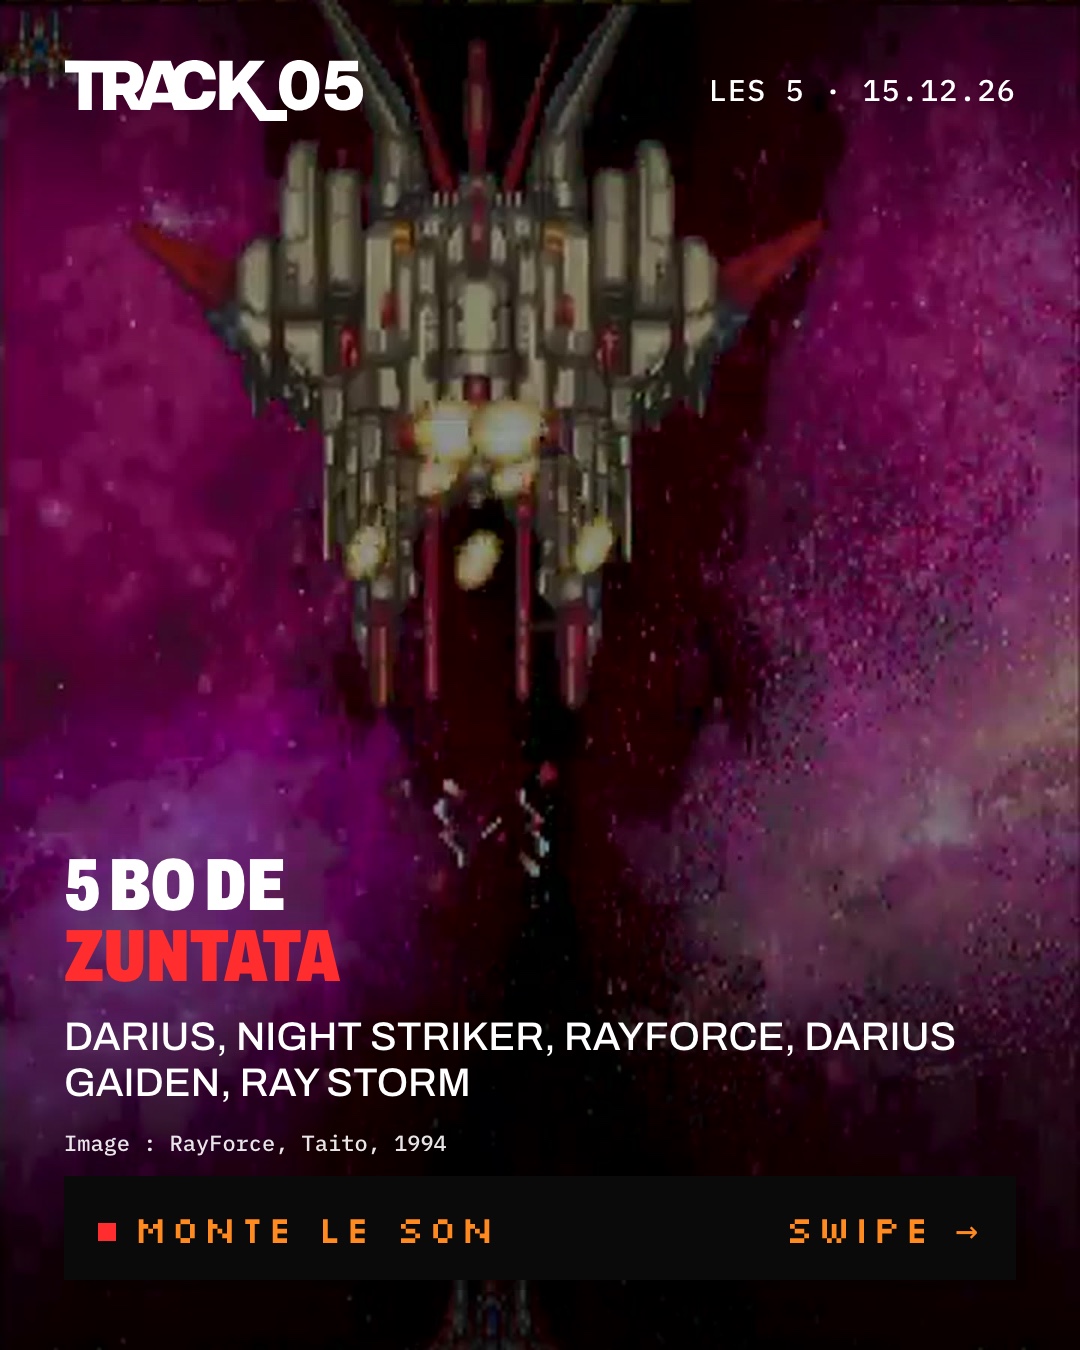 TRACK_05
LES 5 · 15.12.26
5 BO DE
ZUNTATA
DARIUS, NIGHT STRIKER, RAYFORCE, DARIUS
GAIDEN, RAY STORM
Image : RayForce, Taito, 1994
MONTE LE SON
SWIPE →